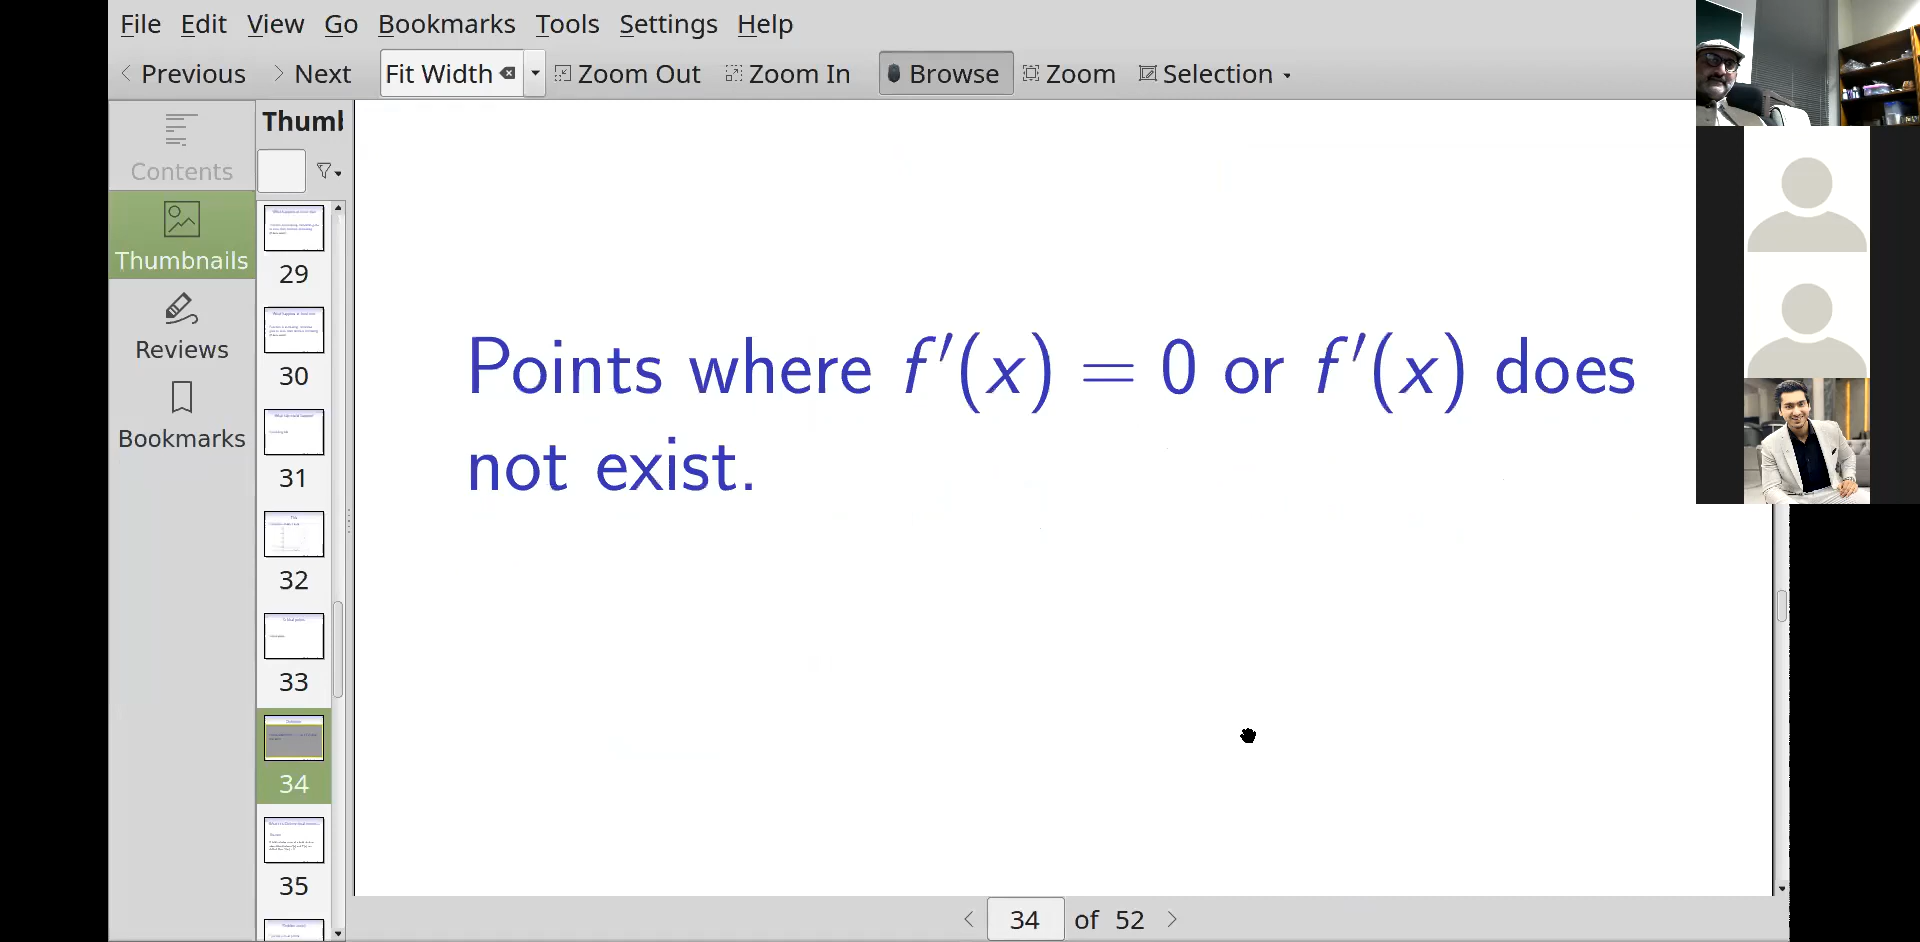 File Edit View Go Bookmarks Tools Settings Help
Previous Next Fit Width Zoom Out Zoom In Browse Zoom Selection
Contents
Thumbnails
Reviews
Bookmarks
Thumb
29
30
31
32
33
34
35
Points where f′(x) = 0 or f′(x) does
not exist.
34 of 52